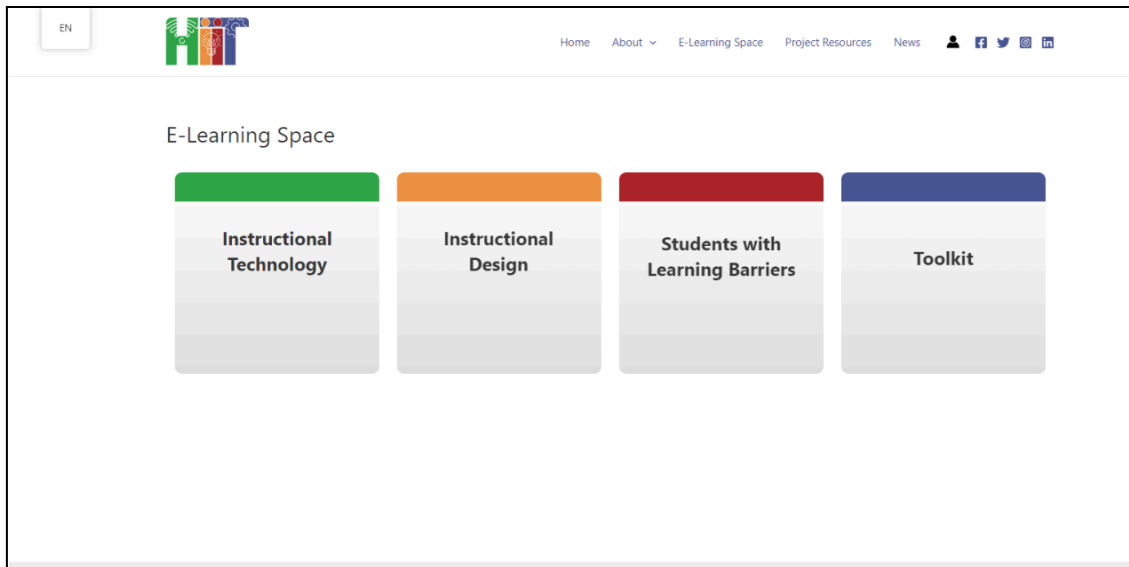 EN
HiiT
Home About E-Learning Space Project Resources News
E-Learning Space
Instructional
Technology
Instructional
Design
Students with
Learning Barriers
Toolkit